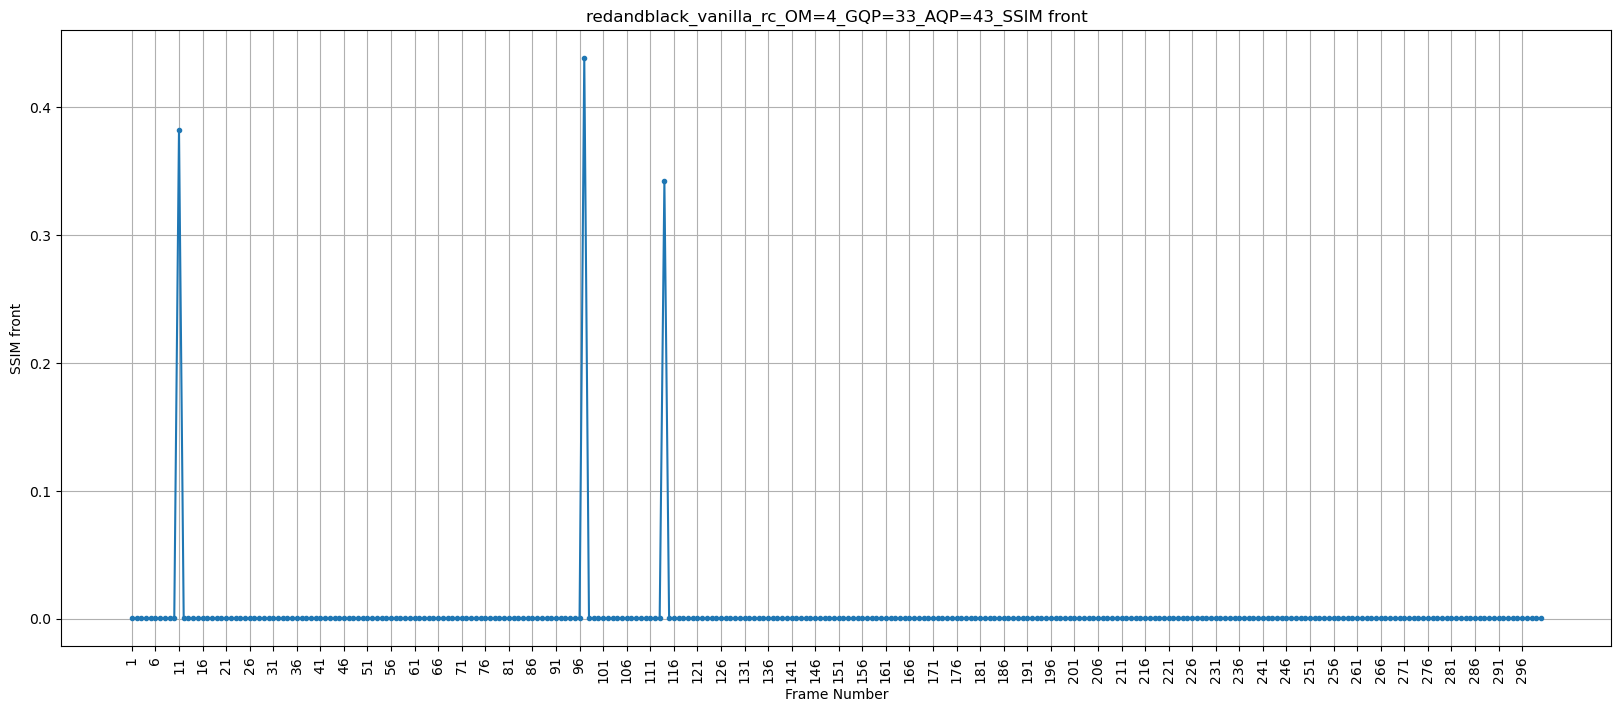 redandblack_vanilla_rc_OM=4_GQP=33_AQP=43_SSIM front
SSIM front
0.4
0.3
0.2
0.1
0.0
1 6 11 16 21 26 31 36 41 46 51 56 61 66 71 76 81 86 91 96 101 106 111 116 121 126 131 136 141 146 151 156 161 166 171 176 181 186 191 196 201 206 211 216 221 226 231 236 241 246 251 256 261 266 271 276 281 286 291 296
Frame Number